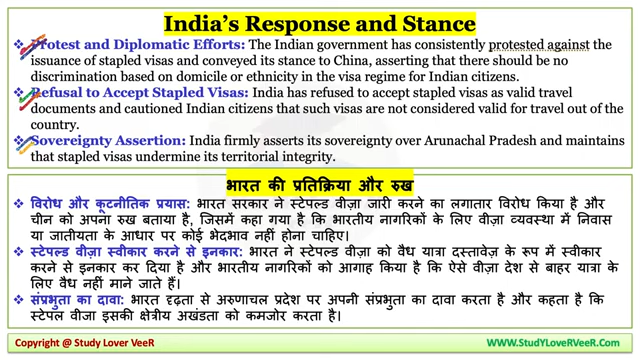 India's Response and Stance
Protest and Diplomatic Efforts: The Indian government has consistently protested against the
issuance of stapled visas and conveyed its stance to China, asserting that there should be no
discrimination based on domicile or ethnicity in the visa regime for Indian citizens.
Refusal to Accept Stapled Visas: India has refused to accept stapled visas as valid travel
documents and cautioned Indian citizens that such visas are not considered valid for travel out of the
country.
Sovereignty Assertion: India firmly asserts its sovereignty over Arunachal Pradesh and maintains
that stapled visas undermine its territorial integrity.
भारत की प्रतिक्रिया और रुख
विरोध और कूटनीतिक प्रयास: भारत सरकार ने स्टेपल्ड वीज़ा जारी करने का लगातार विरोध किया है और
चीन को अपना रुख बताया है, जिसमें कहा गया है कि भारतीय नागरिकों के लिए वीज़ा व्यवस्था में निवास
या जातीयता के आधार पर कोई भेदभाव नहीं होना चाहिए।
स्टेपल्ड वीज़ा स्वीकार करने से इनकार: भारत ने स्टेपल्ड वीज़ा को वैध यात्रा दस्तावेज़ के रूप में स्वीकार
करने से इनकार कर दिया है और भारतीय नागरिकों को आगाह किया है कि ऐसे वीज़ा देश से बाहर यात्रा के
लिए वैध नहीं माने जाते हैं।
संप्रभुता का दावा: भारत दृढ़ता से अरुणाचल प्रदेश पर अपनी संप्रभुता का दावा करता है और कहता है कि
स्टेपल वीजा इसकी क्षेत्रीय अखंडता को कमजोर करता है।
Copyright @ Study Lover VeeR
WWW.StudyLoveRVeeR.Com